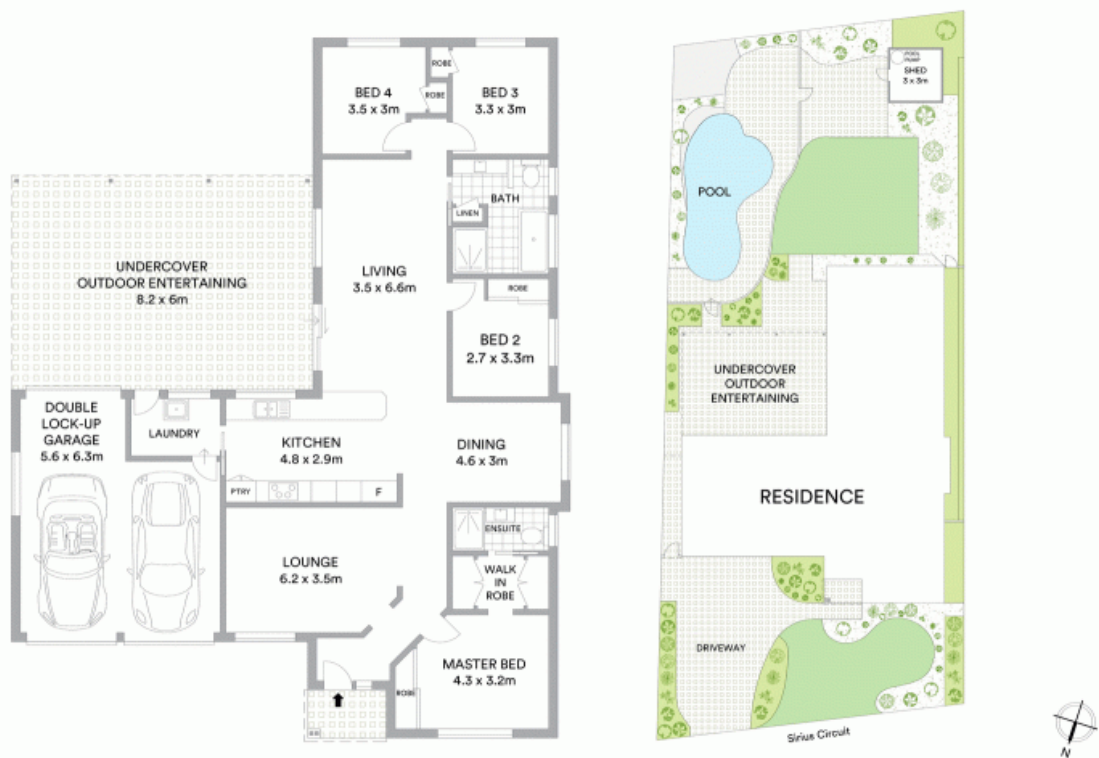 ROBE
BED 4
3.5 x 3m
ROBE
BED 3
3.3 x 3m
BATH
LINEN
UNDERCOVER
OUTDOOR ENTERTAINING
8.2 x 6m
LIVING
3.5 x 6.6m
ROBE
BED 2
2.7 x 3.3m
DOUBLE
LOCK-UP
GARAGE
5.6 x 6.3m
LAUNDRY
KITCHEN
4.8 x 2.9m
DINING
4.6 x 3m
PTRY
F
ENSUITE
LOUNGE
6.2 x 3.5m
WALK
IN
ROBE
MASTER BED
4.3 x 3.2m
ROBE
POOL
PUMP
SHED
3 x 3m
POOL
UNDERCOVER
OUTDOOR
ENTERTAINING
RESIDENCE
DRIVEWAY
Sirius Circuit
N